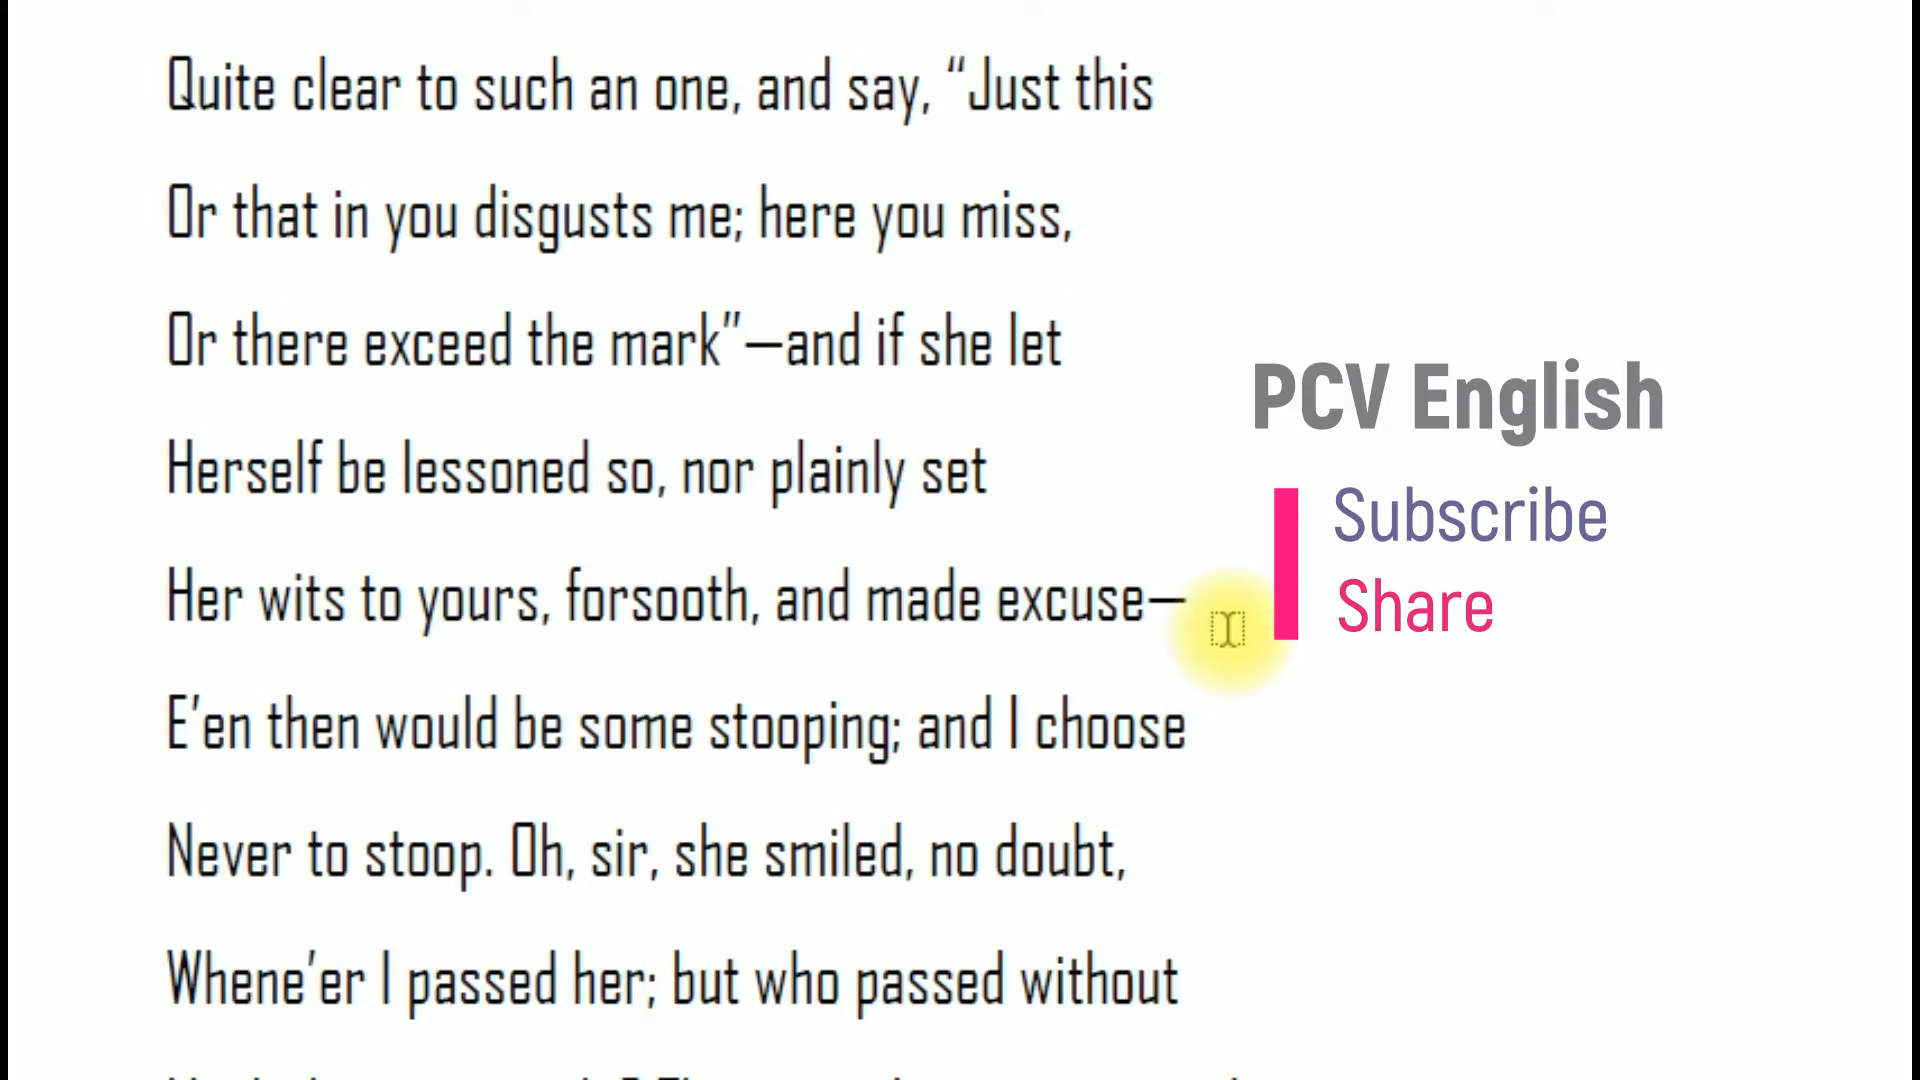 Quite clear to such an one, and say, “Just this
Or that in you disgusts me; here you miss,
Or there exceed the mark”—and if she let
Herself be lessoned so, nor plainly set
Her wits to yours, forsooth, and made excuse—
E’en then would be some stooping; and I choose
Never to stoop. Oh, sir, she smiled, no doubt,
Whene’er I passed her; but who passed without
PCV English
Subscribe
Share